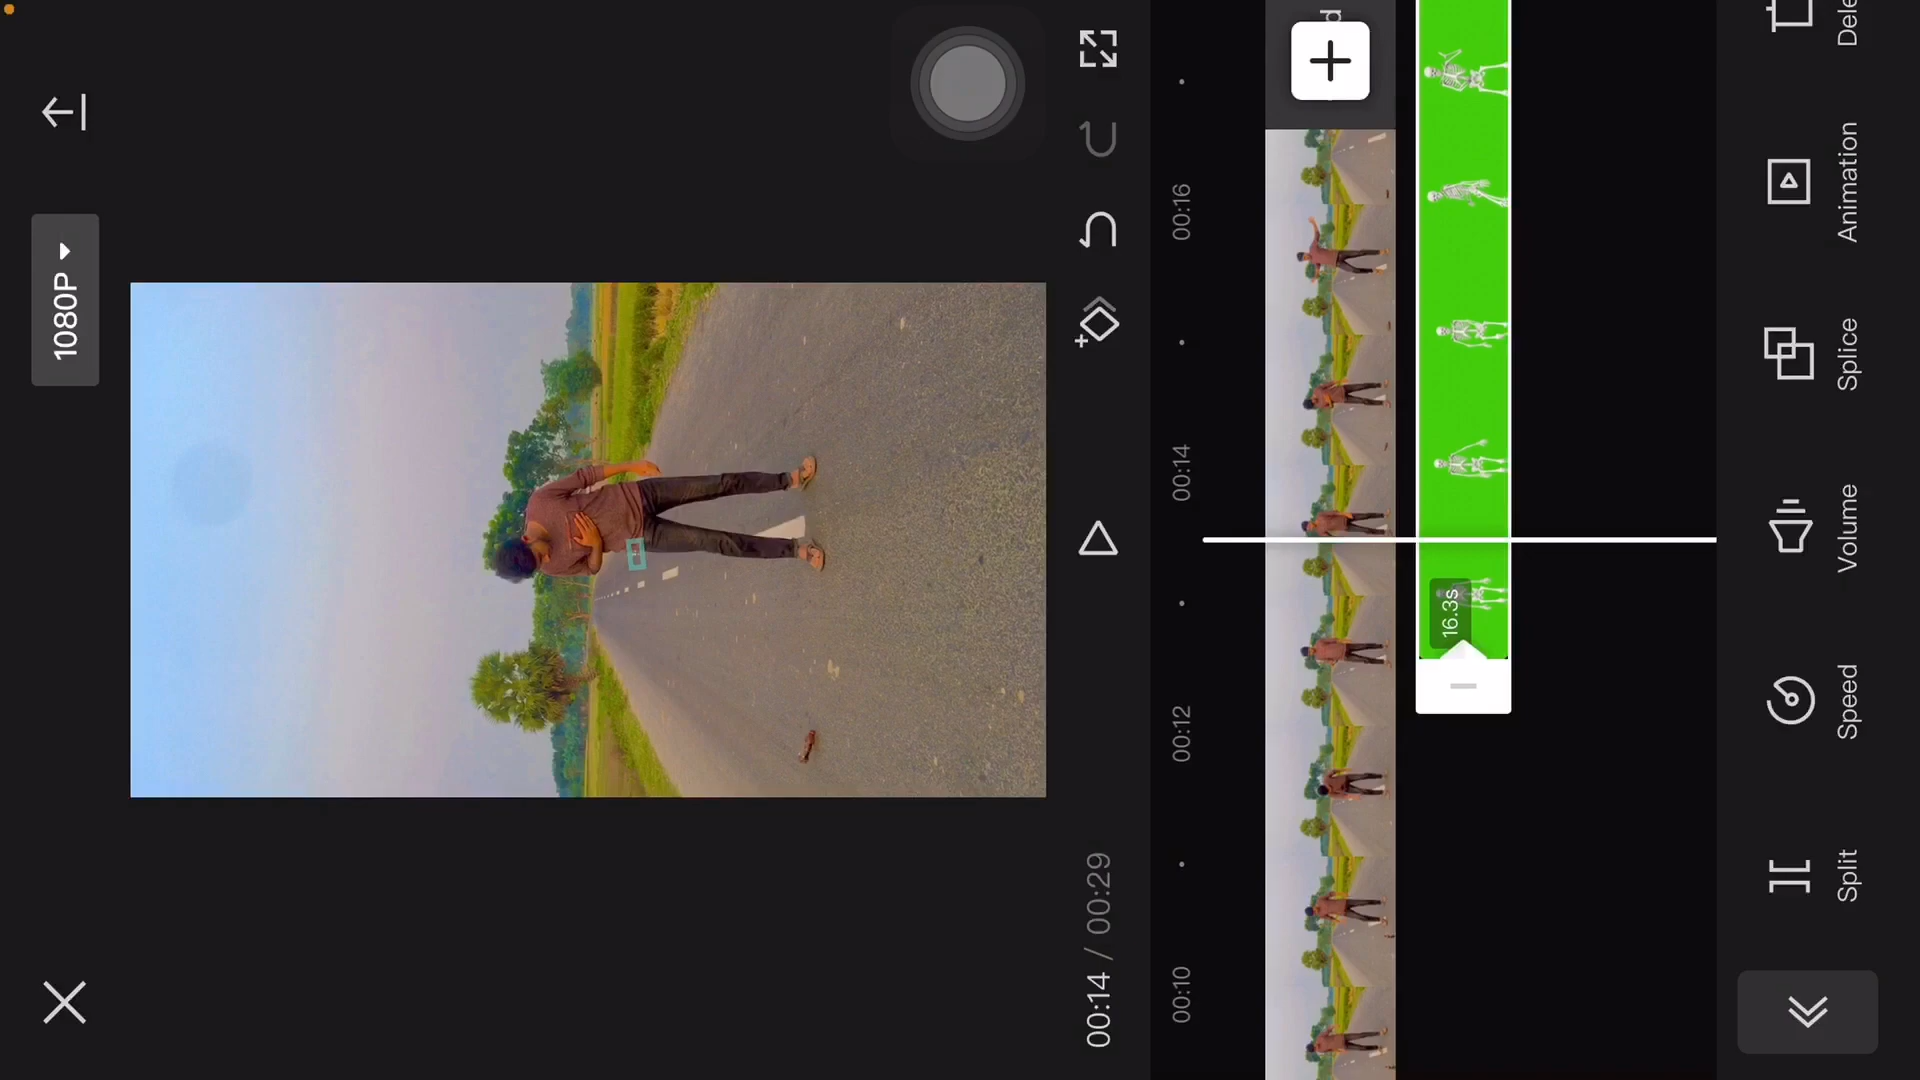 1080P
00:14 / 00:29
00:10
00:12
00:14
00:16
d
16.3s
Split
Speed
Volume
Splice
Animation
Dele